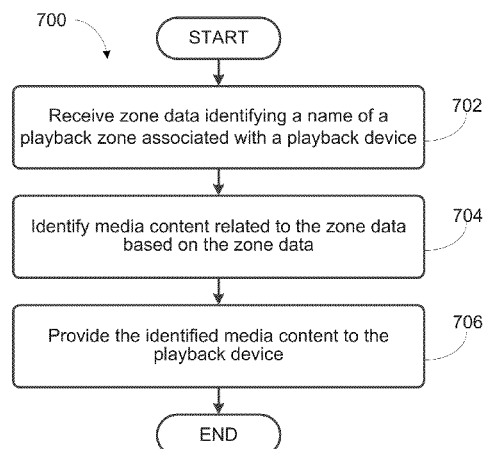 700
START
Receive zone data identifying a name of a
playback zone associated with a playback device
702
Identify media content related to the zone data
based on the zone data
704
Provide the identified media content to the
playback device
706
END